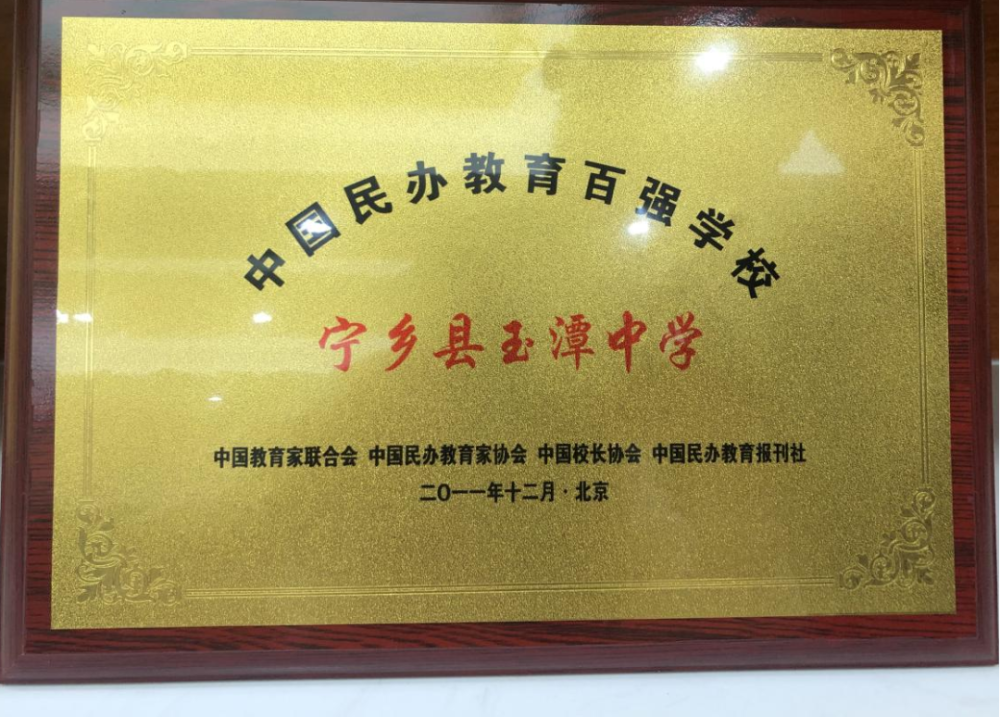 中国民办教育百强学校
宁乡县玉潭中学
中国教育家联合会 中国民办教育家协会 中国校长协会 中国民办教育报刊社
二0一一年十二月·北京